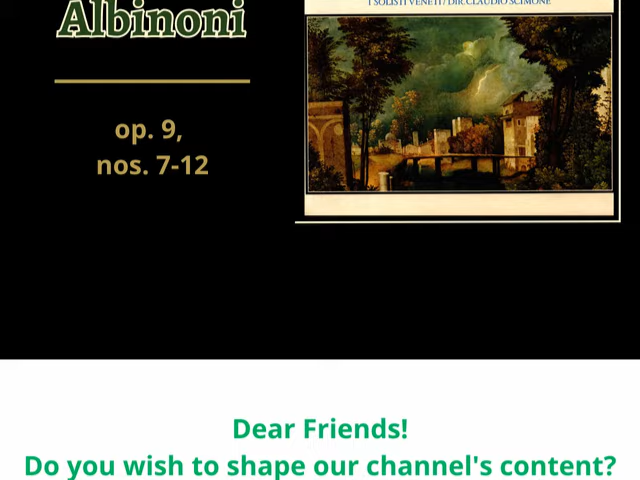 Albinoni
I SOLISTI VENETI / DIR: CLAUDIO SCIMONE
op. 9,
nos. 7-12
Dear Friends!
Do you wish to shape our channel's content?